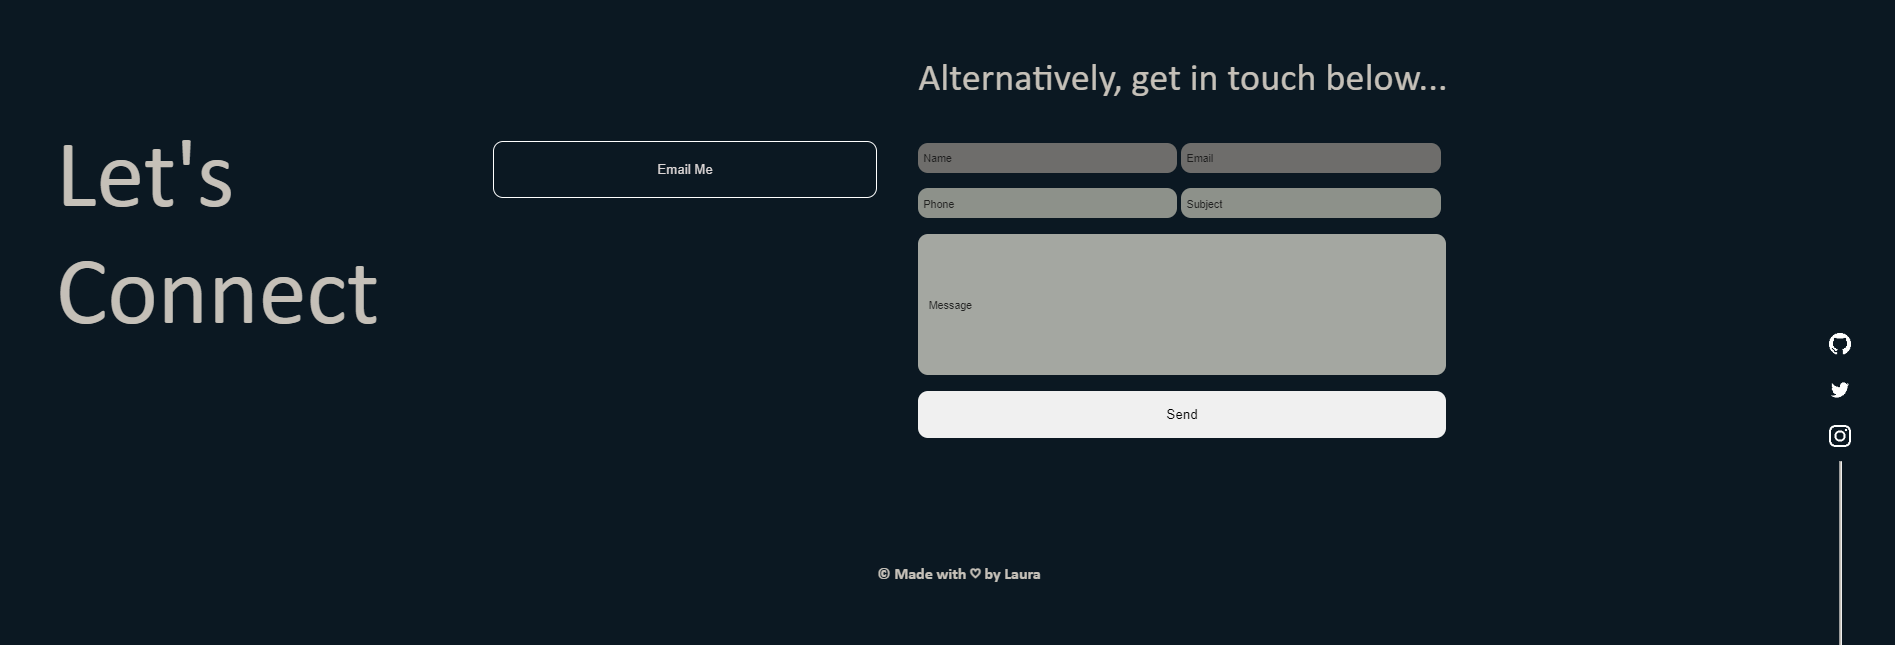 Let's
Connect
Email Me
Alternatively, get in touch below...
Name
Email
Phone
Subject
Message
Send
© Made with ♡ by Laura